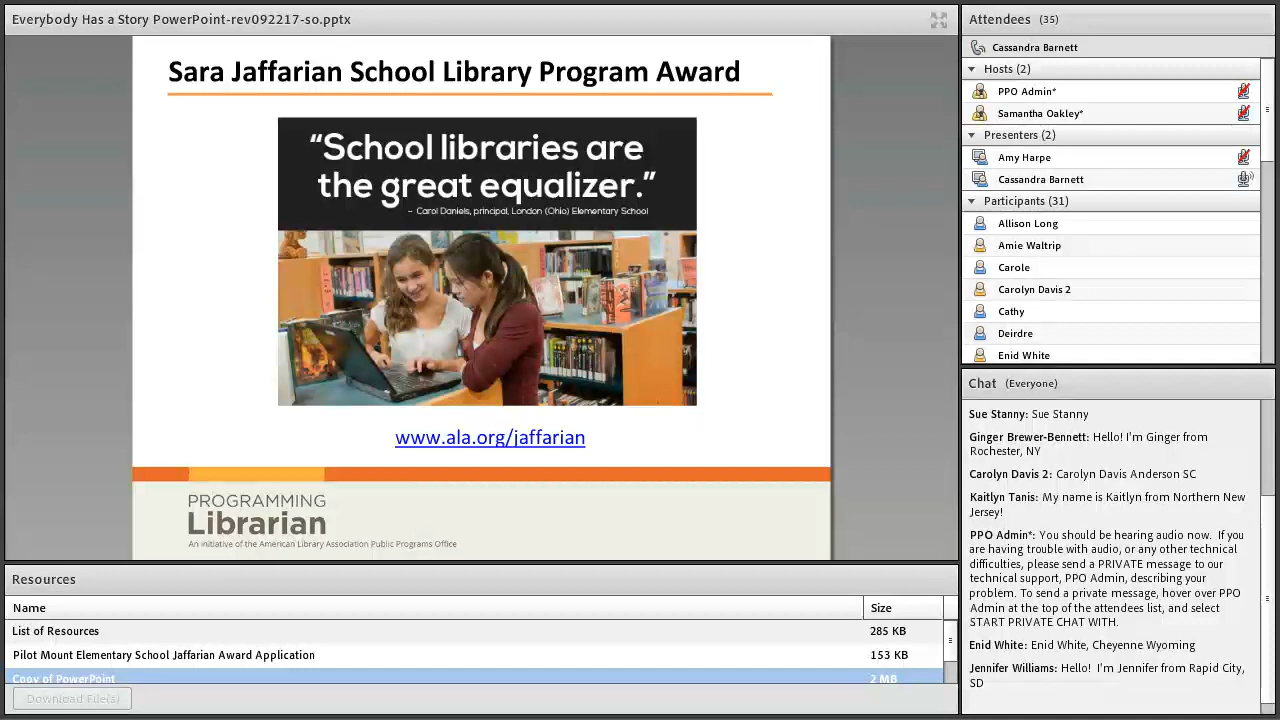 Everybody Has a Story PowerPoint-rev092217-so.pptx
Sara Jaffarian School Library Program Award
“School libraries are
the great equalizer.”
– Carol Daniels, principal, London (Ohio) Elementary School
www.ala.org/jaffarian
PROGRAMMING
Librarian
An initiative of the American Library Association Public Programs Office
Resources
Name Size
List of Resources 285 KB
Pilot Mount Elementary School Jaffarian Award Application 153 KB
Copy of PowerPoint 2 MB
Download File(s)
Attendees (35)
Cassandra Barnett
Hosts (2)
PPO Admin*
Samantha Oakley*
Presenters (2)
Amy Harpe
Cassandra Barnett
Participants (31)
Allison Long
Amie Waltrip
Carole
Carolyn Davis 2
Cathy
Deirdre
Enid White
Chat (Everyone)
Sue Stanny: Sue Stanny
Ginger Brewer-Bennett: Hello! I'm Ginger from
Rochester, NY
Carolyn Davis 2: Carolyn Davis Anderson SC
Kaitlyn Tanis: My name is Kaitlyn from Northern New
Jersey!
PPO Admin*: You should be hearing audio now. If you
are having trouble with audio, or any other technical
difficulties, please send a PRIVATE message to our
technical support, PPO Admin, describing your
problem. To send a private message, hover over PPO
Admin at the top of the attendees list, and select
START PRIVATE CHAT WITH.
Enid White: Enid White, Cheyenne Wyoming
Jennifer Williams: Hello! I'm Jennifer from Rapid City,
SD